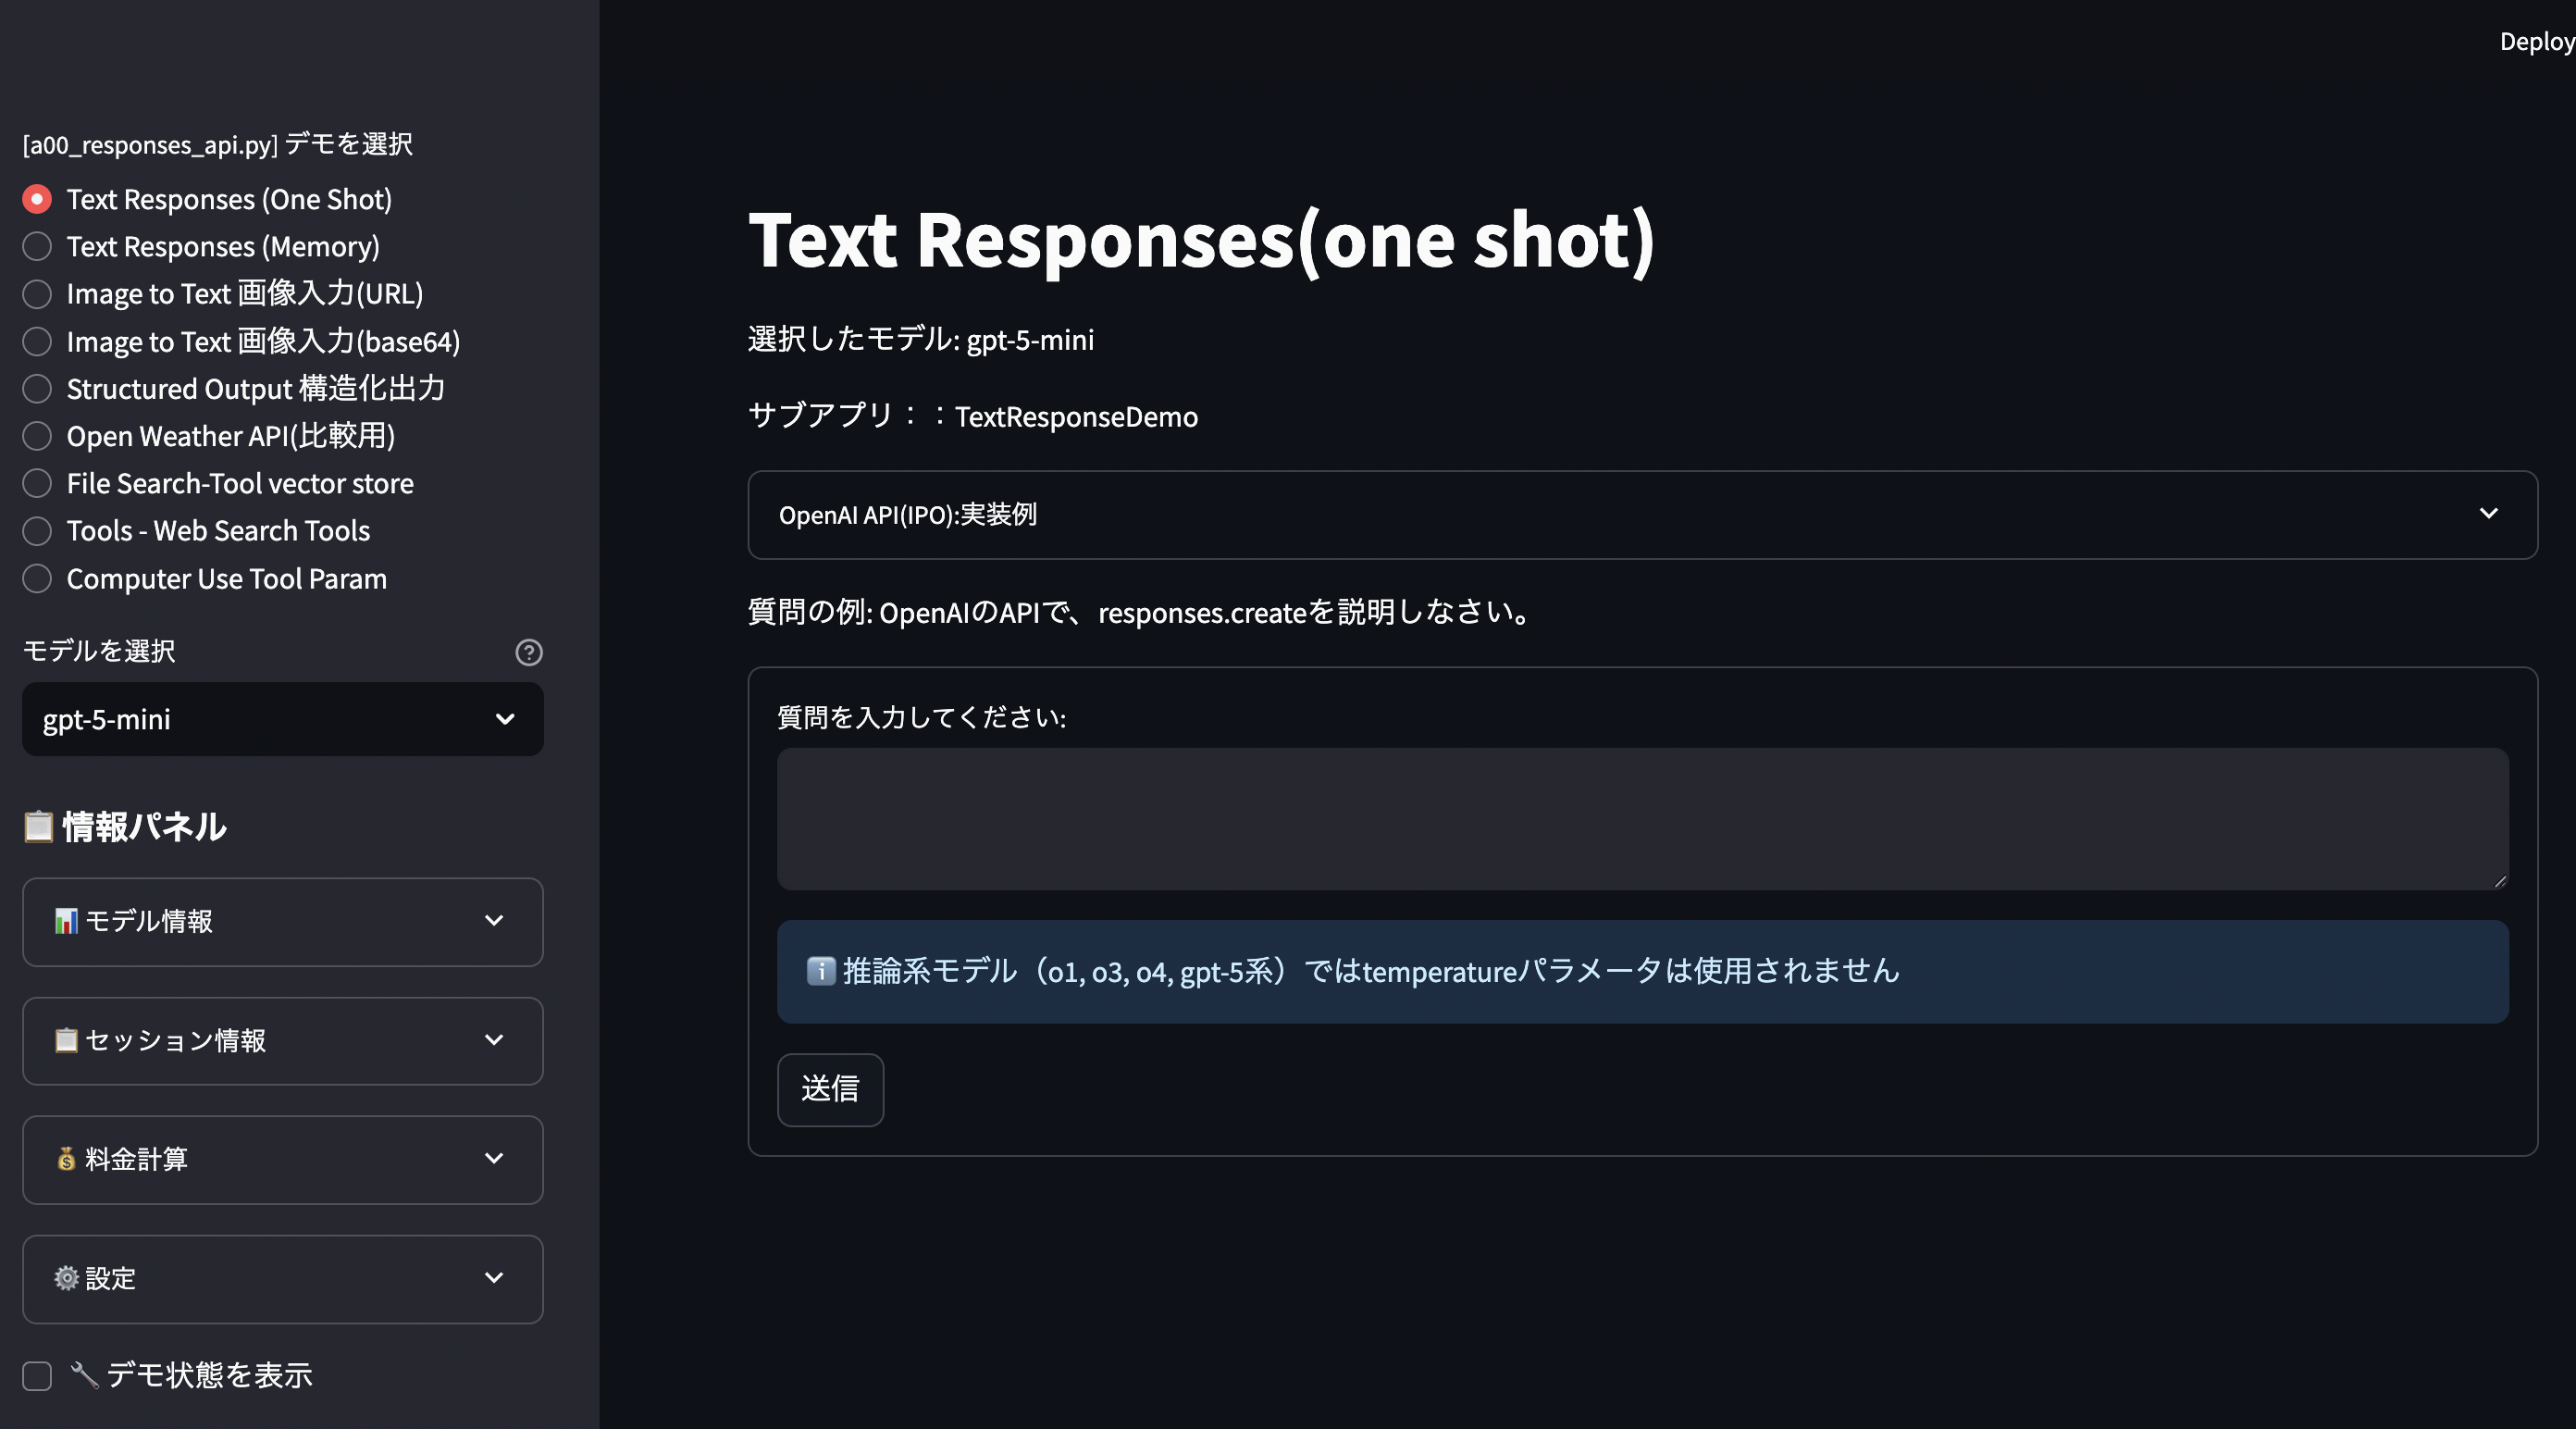 Deploy
[a00_responses_api.py] デモを選択
Text Responses (One Shot)
Text Responses (Memory)
Image to Text 画像入力(URL)
Image to Text 画像入力(base64)
Structured Output 構造化出力
Open Weather API(比較用)
File Search-Tool vector store
Tools - Web Search Tools
Computer Use Tool Param
モデルを選択
gpt-5-mini
📋 情報パネル
📊 モデル情報
📋 セッション情報
💰 料金計算
⚙️ 設定
🔧 デモ状態を表示
Text Responses(one shot)
選択したモデル: gpt-5-mini
サブアプリ：：TextResponseDemo
OpenAI API(IPO):実装例
質問の例: OpenAIのAPIで、responses.createを説明しなさい。
質問を入力してください:
ℹ️ 推論系モデル（o1, o3, o4, gpt-5系）ではtemperatureパラメータは使用されません
送信